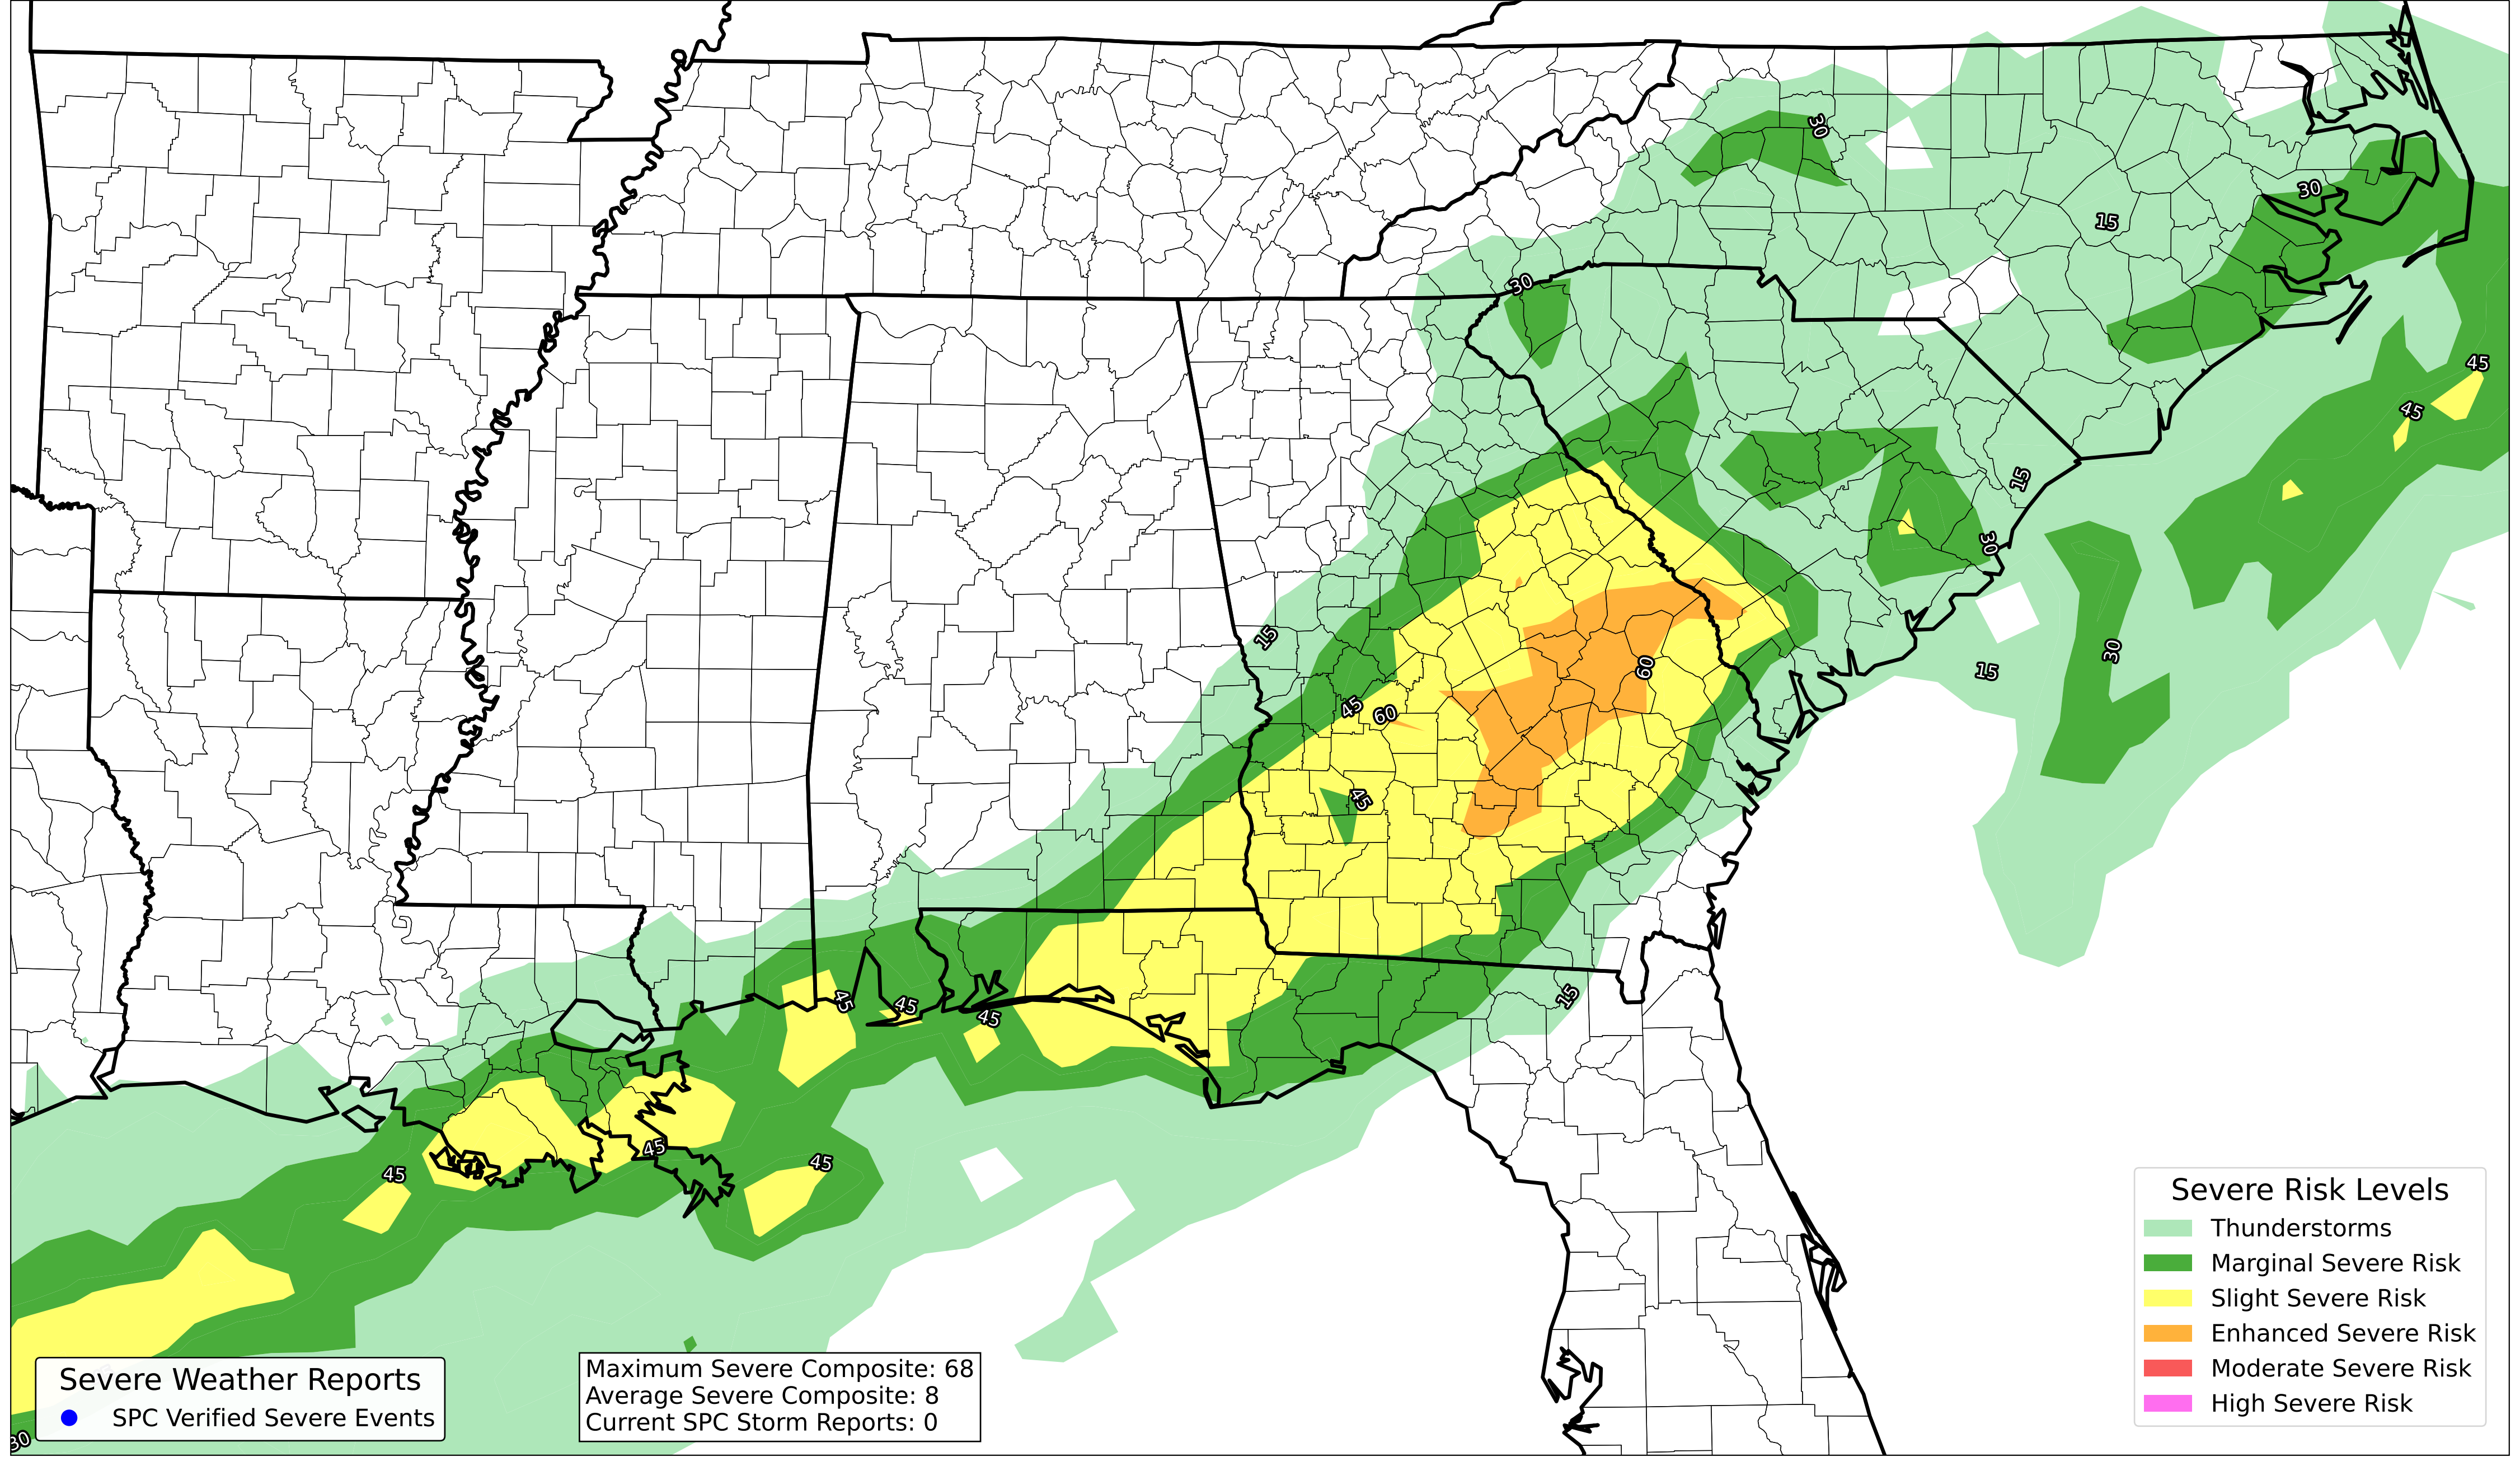 30
30
15
30
45
45
15
30
15
45
60
60
30
15
45
45
45
45
15
45
45
45
30
Severe Risk Levels
Thunderstorms
Marginal Severe Risk
Slight Severe Risk
Enhanced Severe Risk
Moderate Severe Risk
High Severe Risk
Severe Weather Reports
SPC Verified Severe Events
Maximum Severe Composite: 68
Average Severe Composite: 8
Current SPC Storm Reports: 0